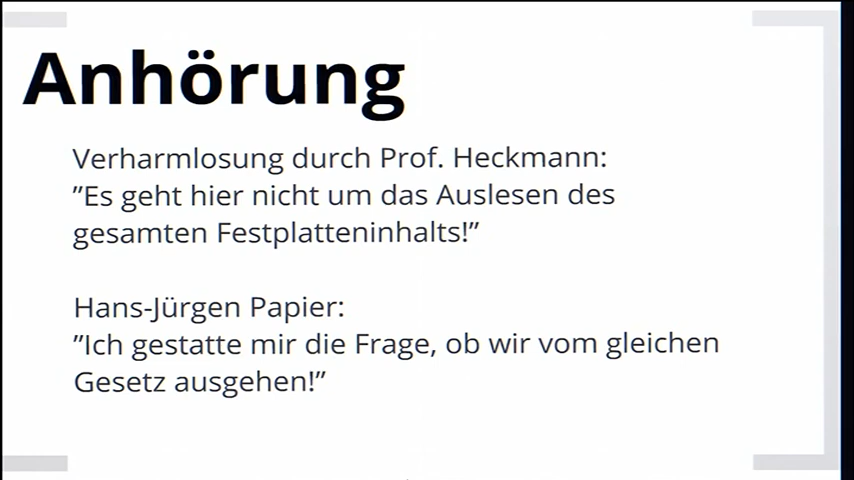 Anhörung
Verharmlosung durch Prof. Heckmann:
”Es geht hier nicht um das Auslesen des
gesamten Festplatteninhalts!”
Hans-Jürgen Papier:
”Ich gestatte mir die Frage, ob wir vom gleichen
Gesetz ausgehen!”